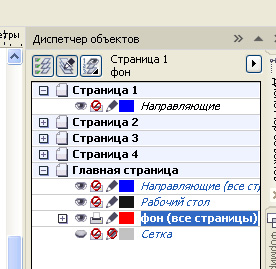 етры
Диспетчер объектов
Страница 1
фон
Страница 1
Направляющие
Страница 2
Страница 3
Страница 4
Главная страница
Направляющие (все ст
Рабочий стол
фон (все страницы)
Сетка